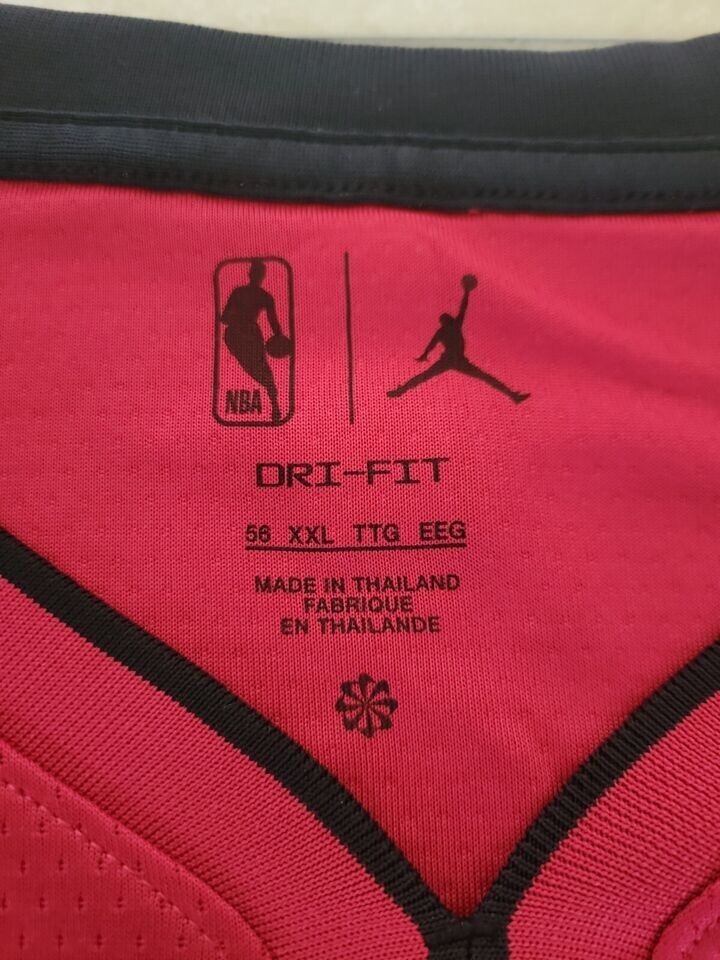 NBA
DRI-FIT
56 XXL TTG EEG
MADE IN THAILAND
FABRIQUE
EN THAILANDE